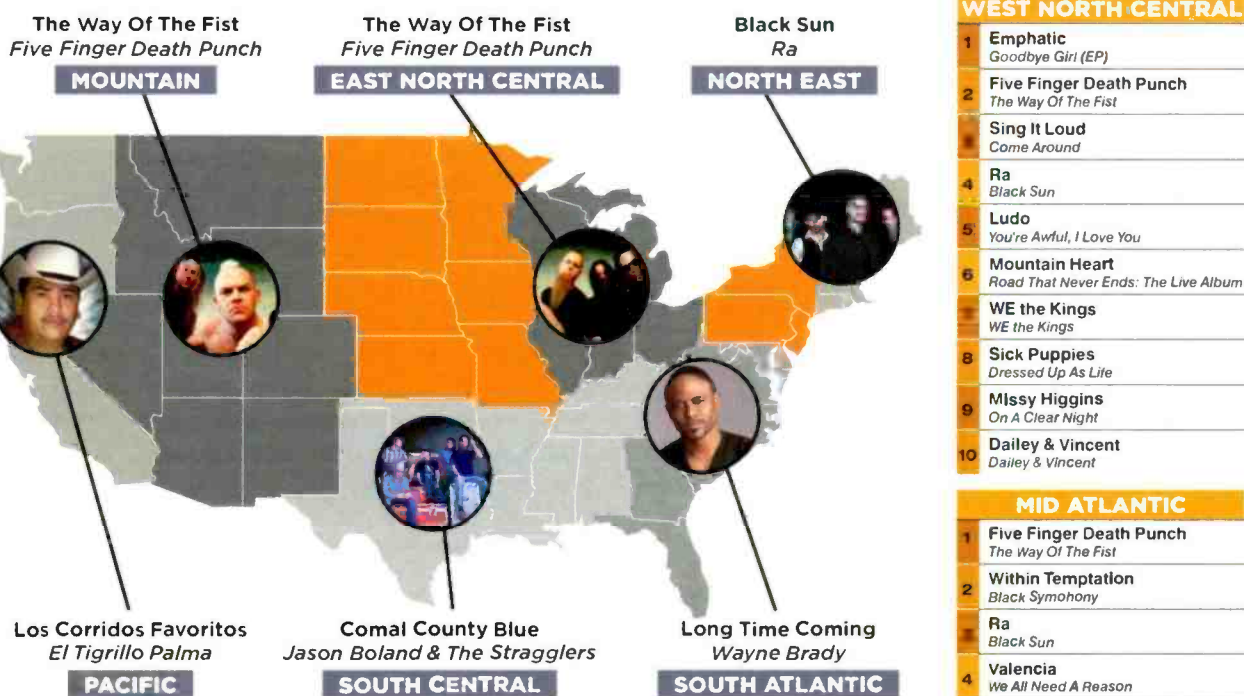 The Way Of The Fist
Five Finger Death Punch
MOUNTAIN
The Way Of The Fist
Five Finger Death Punch
EAST NORTH CENTRAL
Black Sun
Ra
NORTH EAST
Los Corridos Favoritos
El Tigrillo Palma
PACIFIC
Comal County Blue
Jason Boland & The Stragglers
SOUTH CENTRAL
Long Time Coming
Wayne Brady
SOUTH ATLANTIC
WEST NORTH CENTRAL
1 Emphatic
Goodbye Girl (EP)
2 Five Finger Death Punch
The Way Of The Fist
Sing It Loud
Come Around
4 Ra
Black Sun
5 Ludo
You're Awful, I Love You
6 Mountain Heart
Road That Never Ends: The Live Album
WE the Kings
WE the Kings
8 Sick Puppies
Dressed Up As Life
9 Missy Higgins
On A Clear Night
10 Dailey & Vincent
Dailey & Vincent
MID ATLANTIC
1 Five Finger Death Punch
The Way Of The Fist
2 Within Temptation
Black Symohony
Ra
Black Sun
4 Valencia
We All Need A Reason